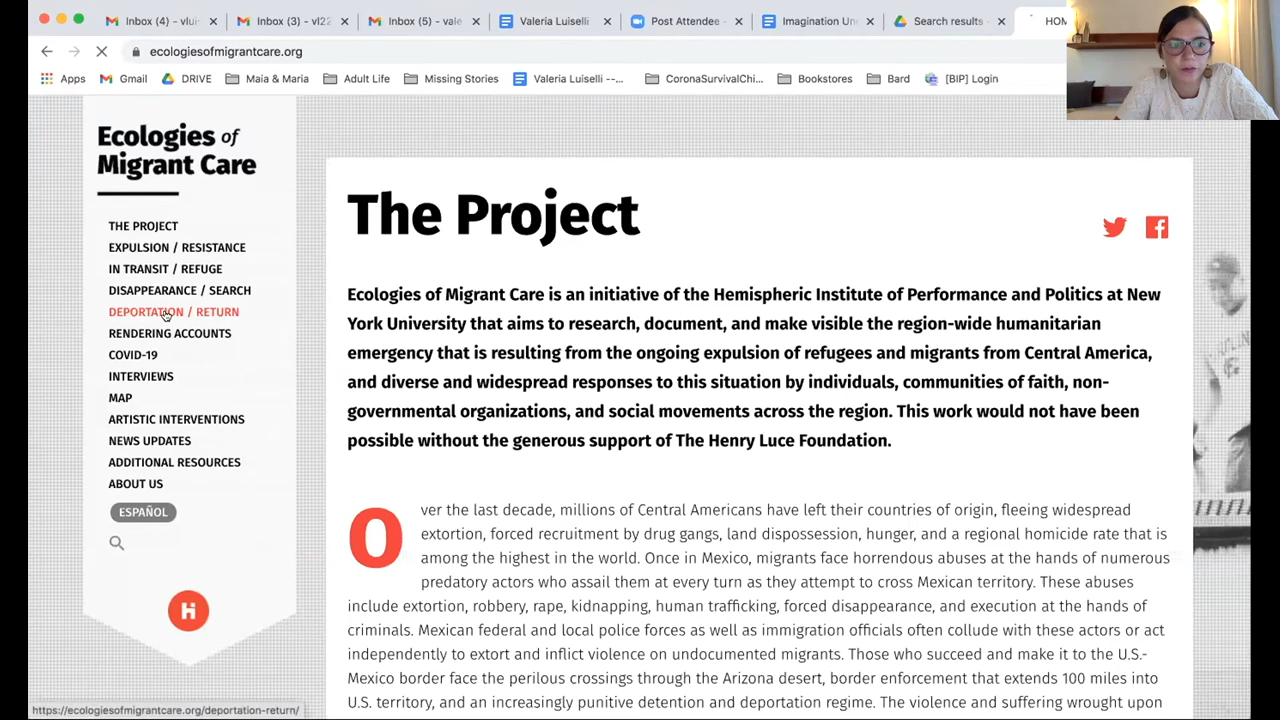 Inbox (4) - vlui
Inbox (3) - vl22
Inbox (5) - vale
Valeria Luiselli
Post Attendee -
Imagination Un
Search results -
HOM
ecologiesofmigrantcare.org
Apps
Gmail
DRIVE
Maia & Maria
Adult Life
Missing Stories
Valeria Luiselli --...
CoronaSurvivalChi...
Bookstores
Bard
[BIP] Login
Ecologies of
Migrant Care
THE PROJECT
EXPULSION / RESISTANCE
IN TRANSIT / REFUGE
DISAPPEARANCE / SEARCH
DEPORTATION / RETURN
RENDERING ACCOUNTS
COVID-19
INTERVIEWS
MAP
ARTISTIC INTERVENTIONS
NEWS UPDATES
ADDITIONAL RESOURCES
ABOUT US
ESPAÑOL
H
The Project
Ecologies of Migrant Care is an initiative of the Hemispheric Institute of Performance and Politics at New
York University that aims to research, document, and make visible the region-wide humanitarian
emergency that is resulting from the ongoing expulsion of refugees and migrants from Central America,
and diverse and widespread responses to this situation by individuals, communities of faith, non-
governmental organizations, and social movements across the region. This work would not have been
possible without the generous support of The Henry Luce Foundation.
Over the last decade, millions of Central Americans have left their countries of origin, fleeing widespread
extortion, forced recruitment by drug gangs, land dispossession, hunger, and a regional homicide rate that is
among the highest in the world. Once in Mexico, migrants face horrendous abuses at the hands of numerous
predatory actors who assail them at every turn as they attempt to cross Mexican territory. These abuses
include extortion, robbery, rape, kidnapping, human trafficking, forced disappearance, and execution at the hands of
criminals. Mexican federal and local police forces as well as immigration officials often collude with these actors or act
independently to extort and inflict violence on undocumented migrants. Those who succeed and make it to the U.S.-
Mexico border face the perilous crossings through the Arizona desert, border enforcement that extends 100 miles into
U.S. territory, and an increasingly punitive detention and deportation regime. The violence and suffering wrought upon
https://ecologiesofmigrantcare.org/deportation-return/